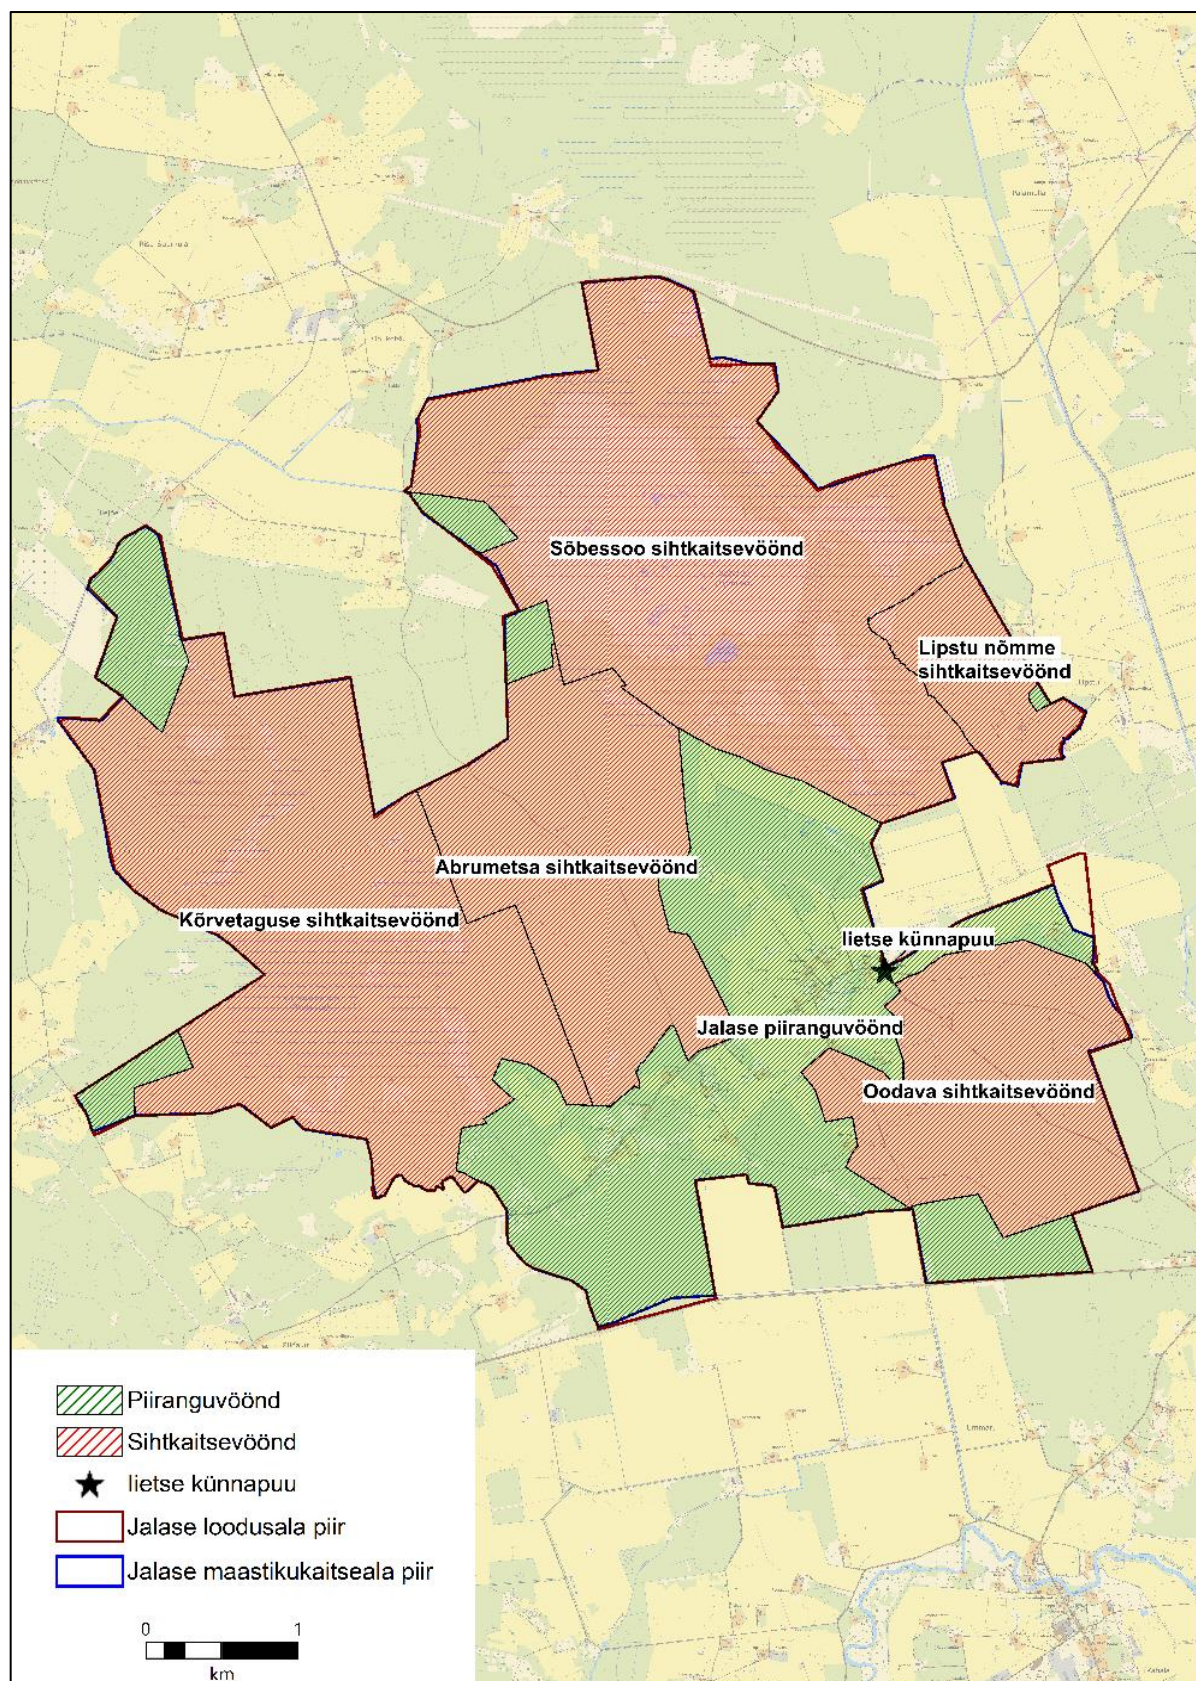 Sõbessoo sihtkaitsevöönd
Lipstu nõmme
sihtkaitsevöönd
Abrumetsa sihtkaitsevöönd
Kõrvetaguse sihtkaitsevöönd
Iietse künnapuu
Jalase piiranguvöönd
Oodava sihtkaitsevöönd
Piiranguvöönd
Sihtkaitsevöönd
Iietse künnapuu
Jalase loodusala piir
Jalase maastikukaitseala piir
0 1
km